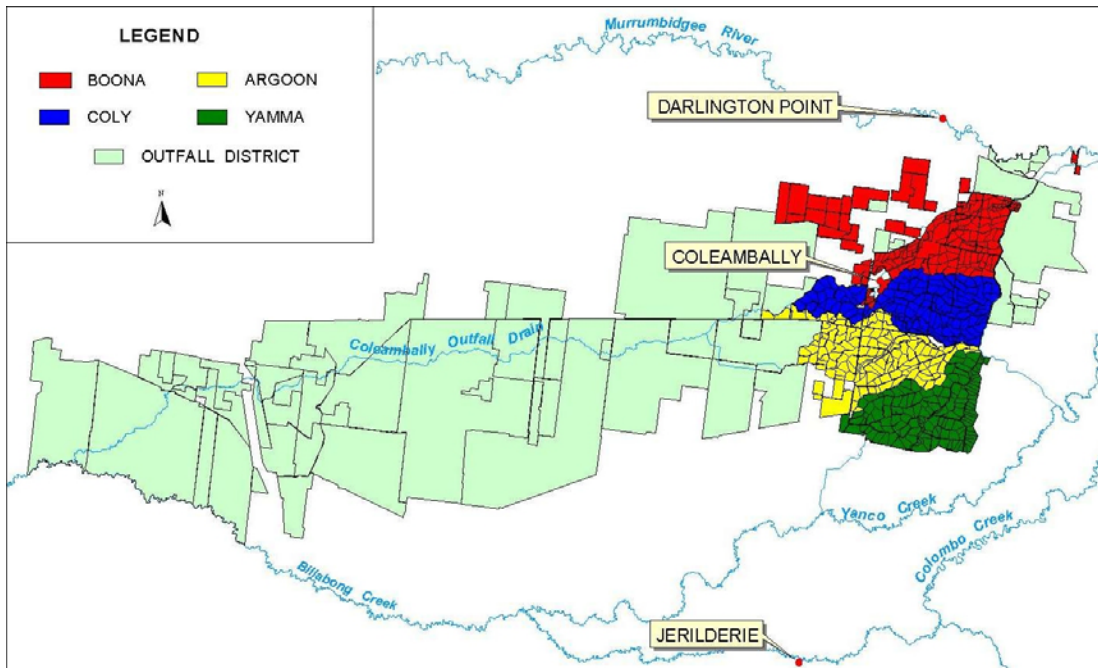 LEGEND
BOONA
ARGOON
COLY
YAMMA
OUTFALL DISTRICT
N
Murrumbidgee River
DARLINGTON POINT
COLEAMBALLY
Coleambally Outfall Drain
Yanco Creek
Colombo Creek
Billabong Creek
JERILDERIE